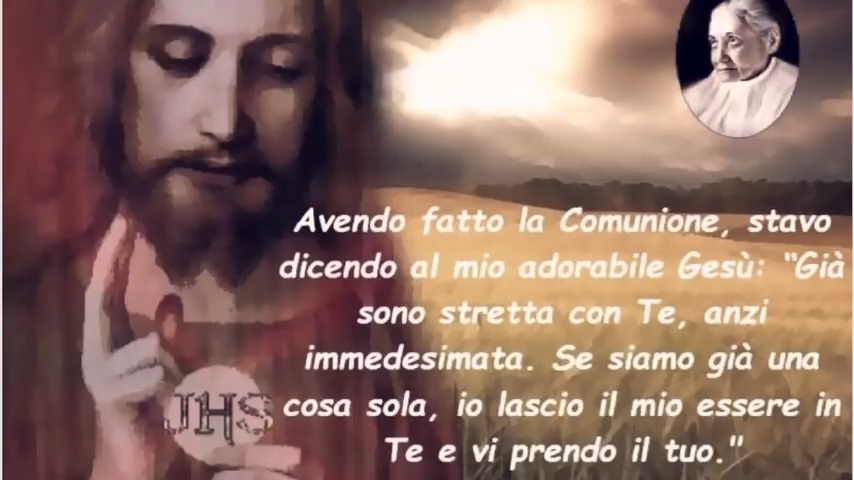 Avendo fatto la Comunione, stavo
dicendo al mio adorabile Gesù: "Già
sono stretta con Te, anzi
immedesimata. Se siamo già una
cosa sola, io lascio il mio essere in
Te e vi prendo il tuo."
JHS